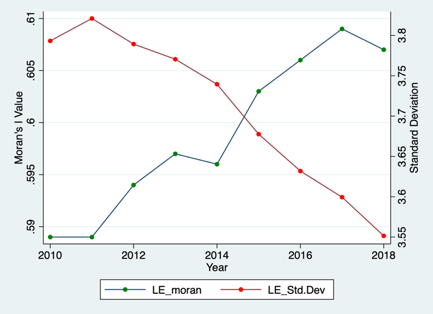 .61
.605
.6
.595
.59
Moran's I Value
3.8
3.75
3.7
3.65
3.6
3.55
Standard Deviation
2010 2012 2014 2016 2018
Year
LE_moran LE_Std.Dev